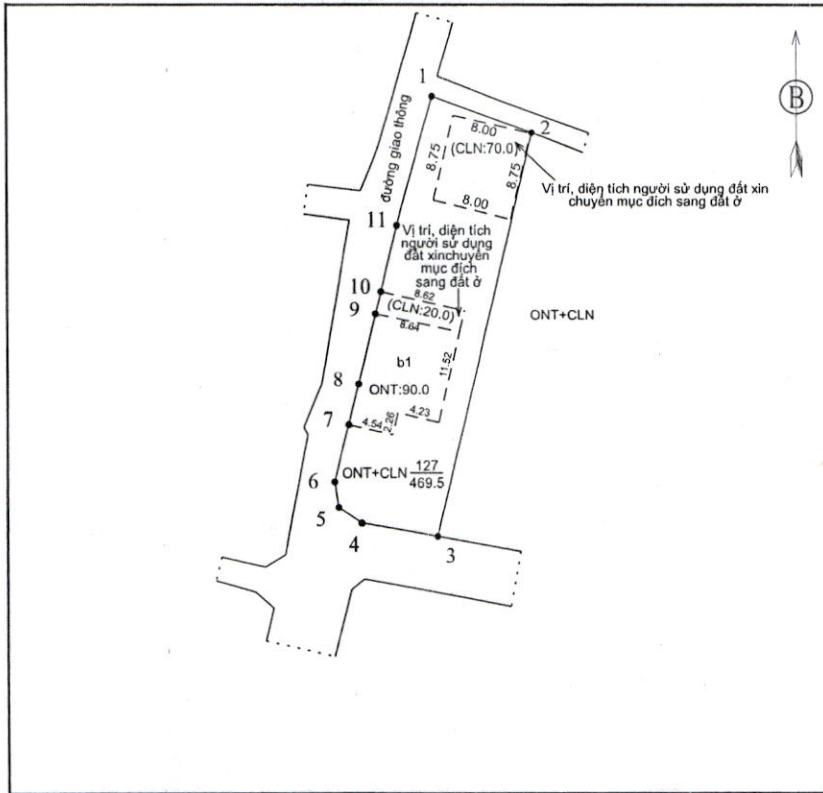 1
2
B
đường giao thông
8.00
(CLN:70.0)
8.75
8.75
8.00
Vị trí, diện tích người sử dụng đất xin
chuyển mục đích sang đất ở
11
Vị trí, diện tích
người sử dụng
đất xinchuyển
mục đích
sang đất ở
10
8.62
9
(CLN:20.0)
8.64
ONT+CLN
b1
11.52
8
ONT:90.0
7
4.54
2.26
4.23
6
ONT+CLN 127
469.5
5
4
3